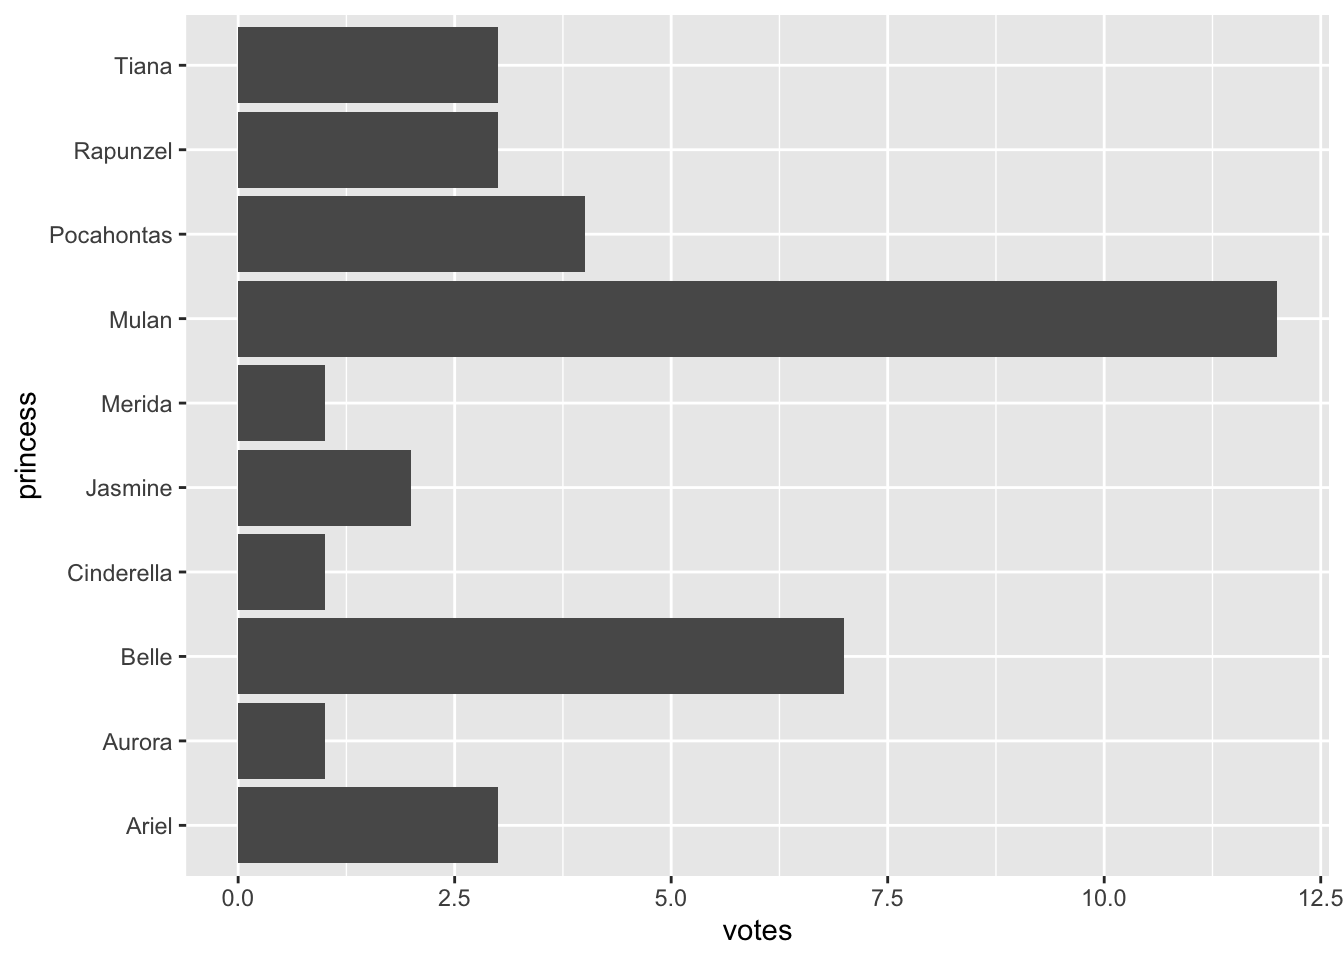 Tiana
Rapunzel
Pocahontas
Mulan
Merida
Jasmine
Cinderella
Belle
Aurora
Ariel
princess
0.0 2.5 5.0 7.5 10.0 12.5
votes